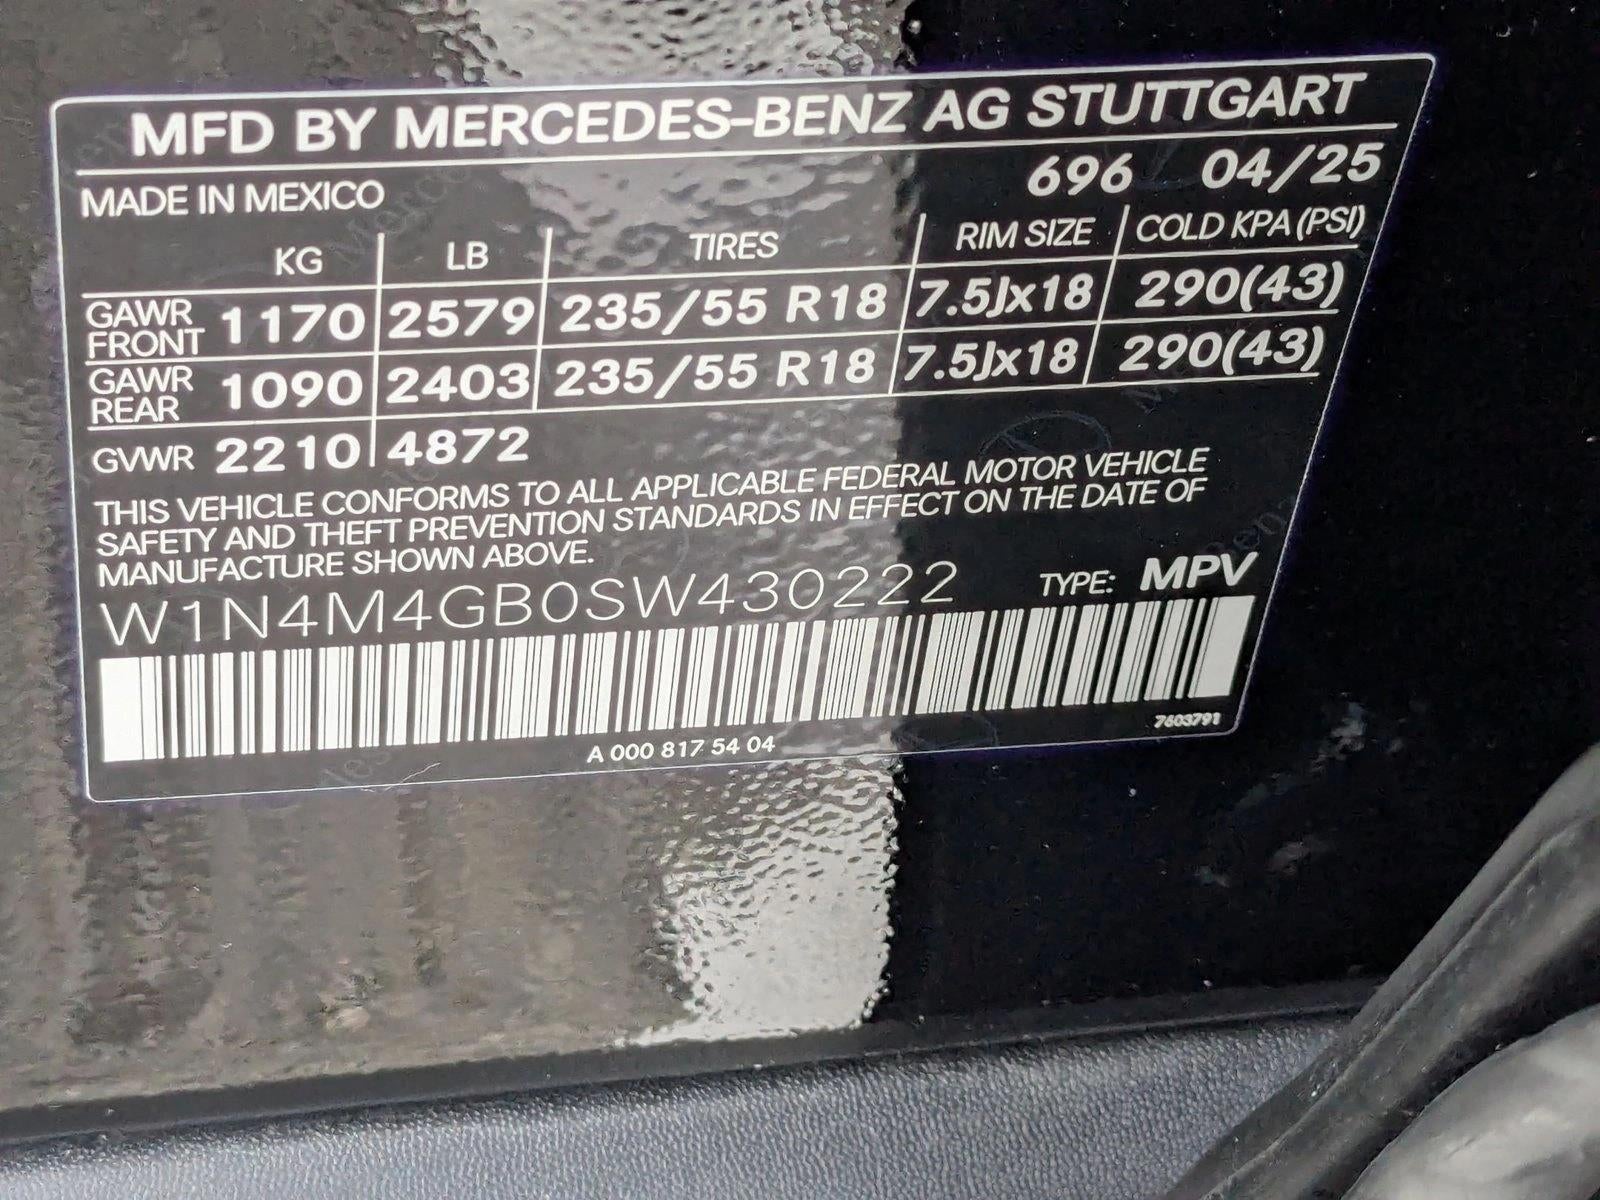 MFD BY MERCEDES-BENZ AG STUTTGART
696 04/25
MADE IN MEXICO
KG LB TIRES RIM SIZE COLD KPA (PSI)
GAWR FRONT 1170 2579 235/55 R18 7.5Jx18 290(43)
GAWR REAR 1090 2403 235/55 R18 7.5Jx18 290(43)
GVWR 2210 4872
THIS VEHICLE CONFORMS TO ALL APPLICABLE FEDERAL MOTOR VEHICLE
SAFETY AND THEFT PREVENTION STANDARDS IN EFFECT ON THE DATE OF
MANUFACTURE SHOWN ABOVE.
W1N4M4GB0SW430222 TYPE: MPV
7603791
A 000 817 54 04